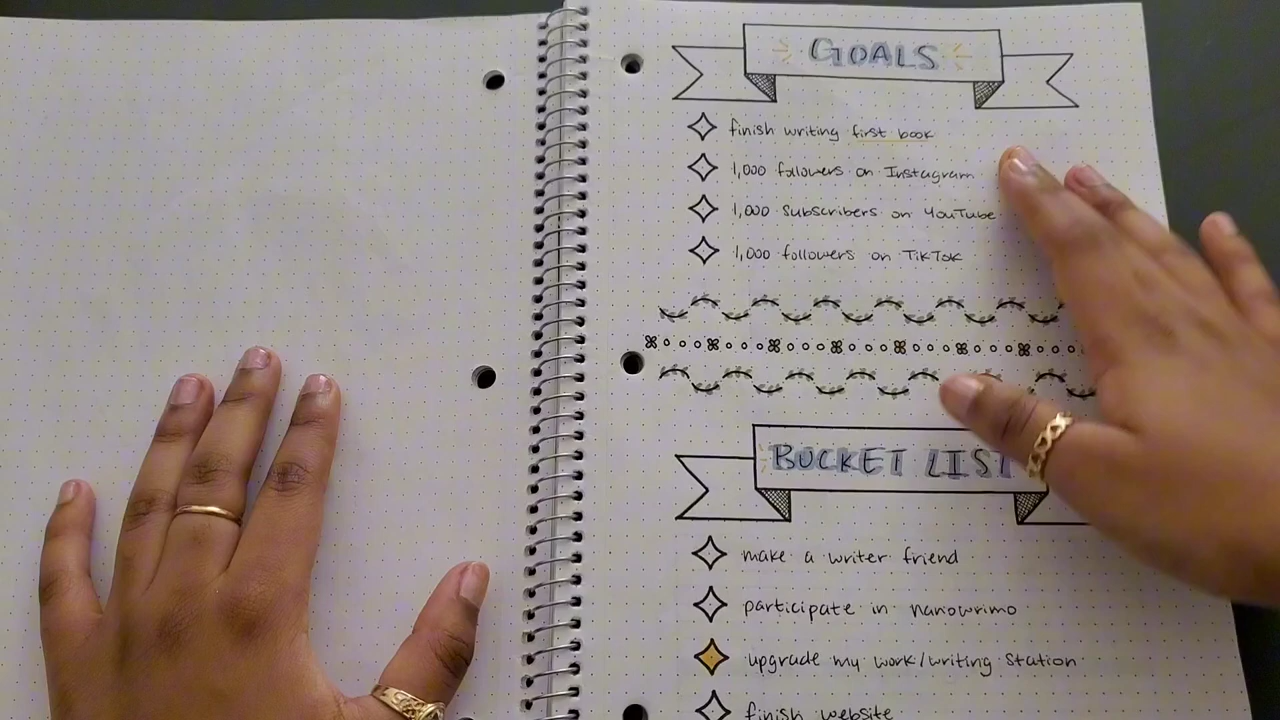 GOALS
finish writing first book
1,000 followers on Instagram
1,000 subscribers on YouTube
1,000 followers on TikTok
BUCKET LIST
make a writer friend
participate in nanowrimo
upgrade my work/writing station
finish website